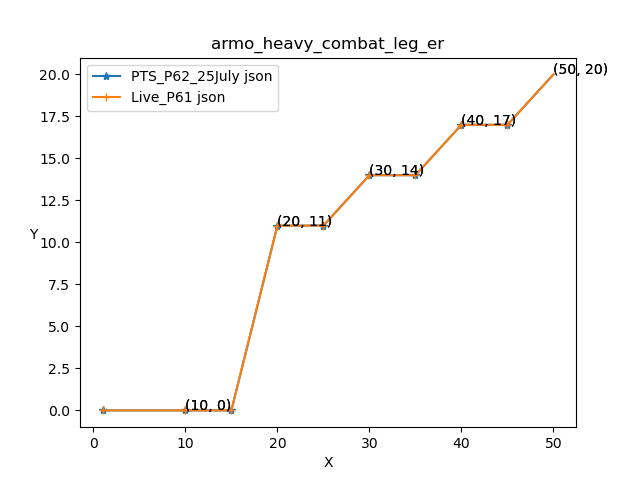 armo_heavy_combat_leg_er
PTS_P62_25July json
Live_P61 json
(50, 20)
(40, 17)
(30, 14)
(20, 11)
(10, 0)
20.0
17.5
15.0
12.5
10.0
7.5
5.0
2.5
0.0
Y
0 10 20 30 40 50
X